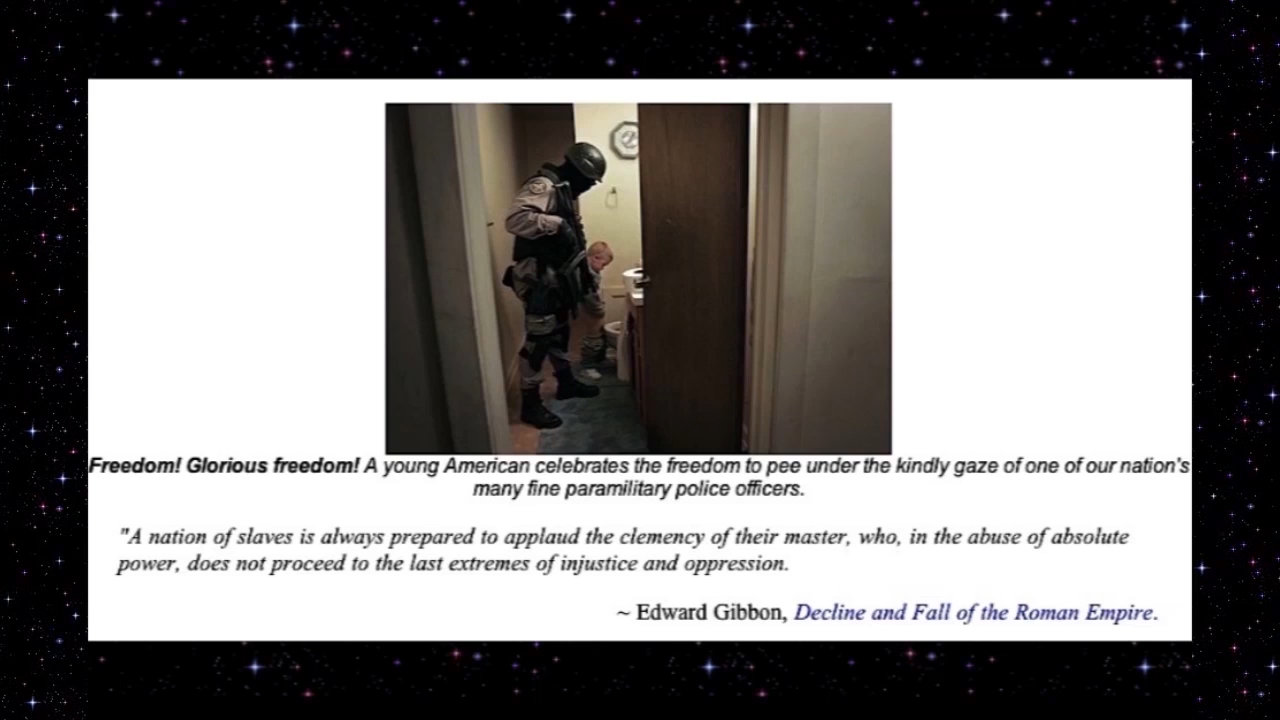 Freedom! Glorious freedom! A young American celebrates the freedom to pee under the kindly gaze of one of our nation's
many fine paramilitary police officers.
"A nation of slaves is always prepared to applaud the clemency of their master, who, in the abuse of absolute
power, does not proceed to the last extremes of injustice and oppression.
~ Edward Gibbon, Decline and Fall of the Roman Empire.